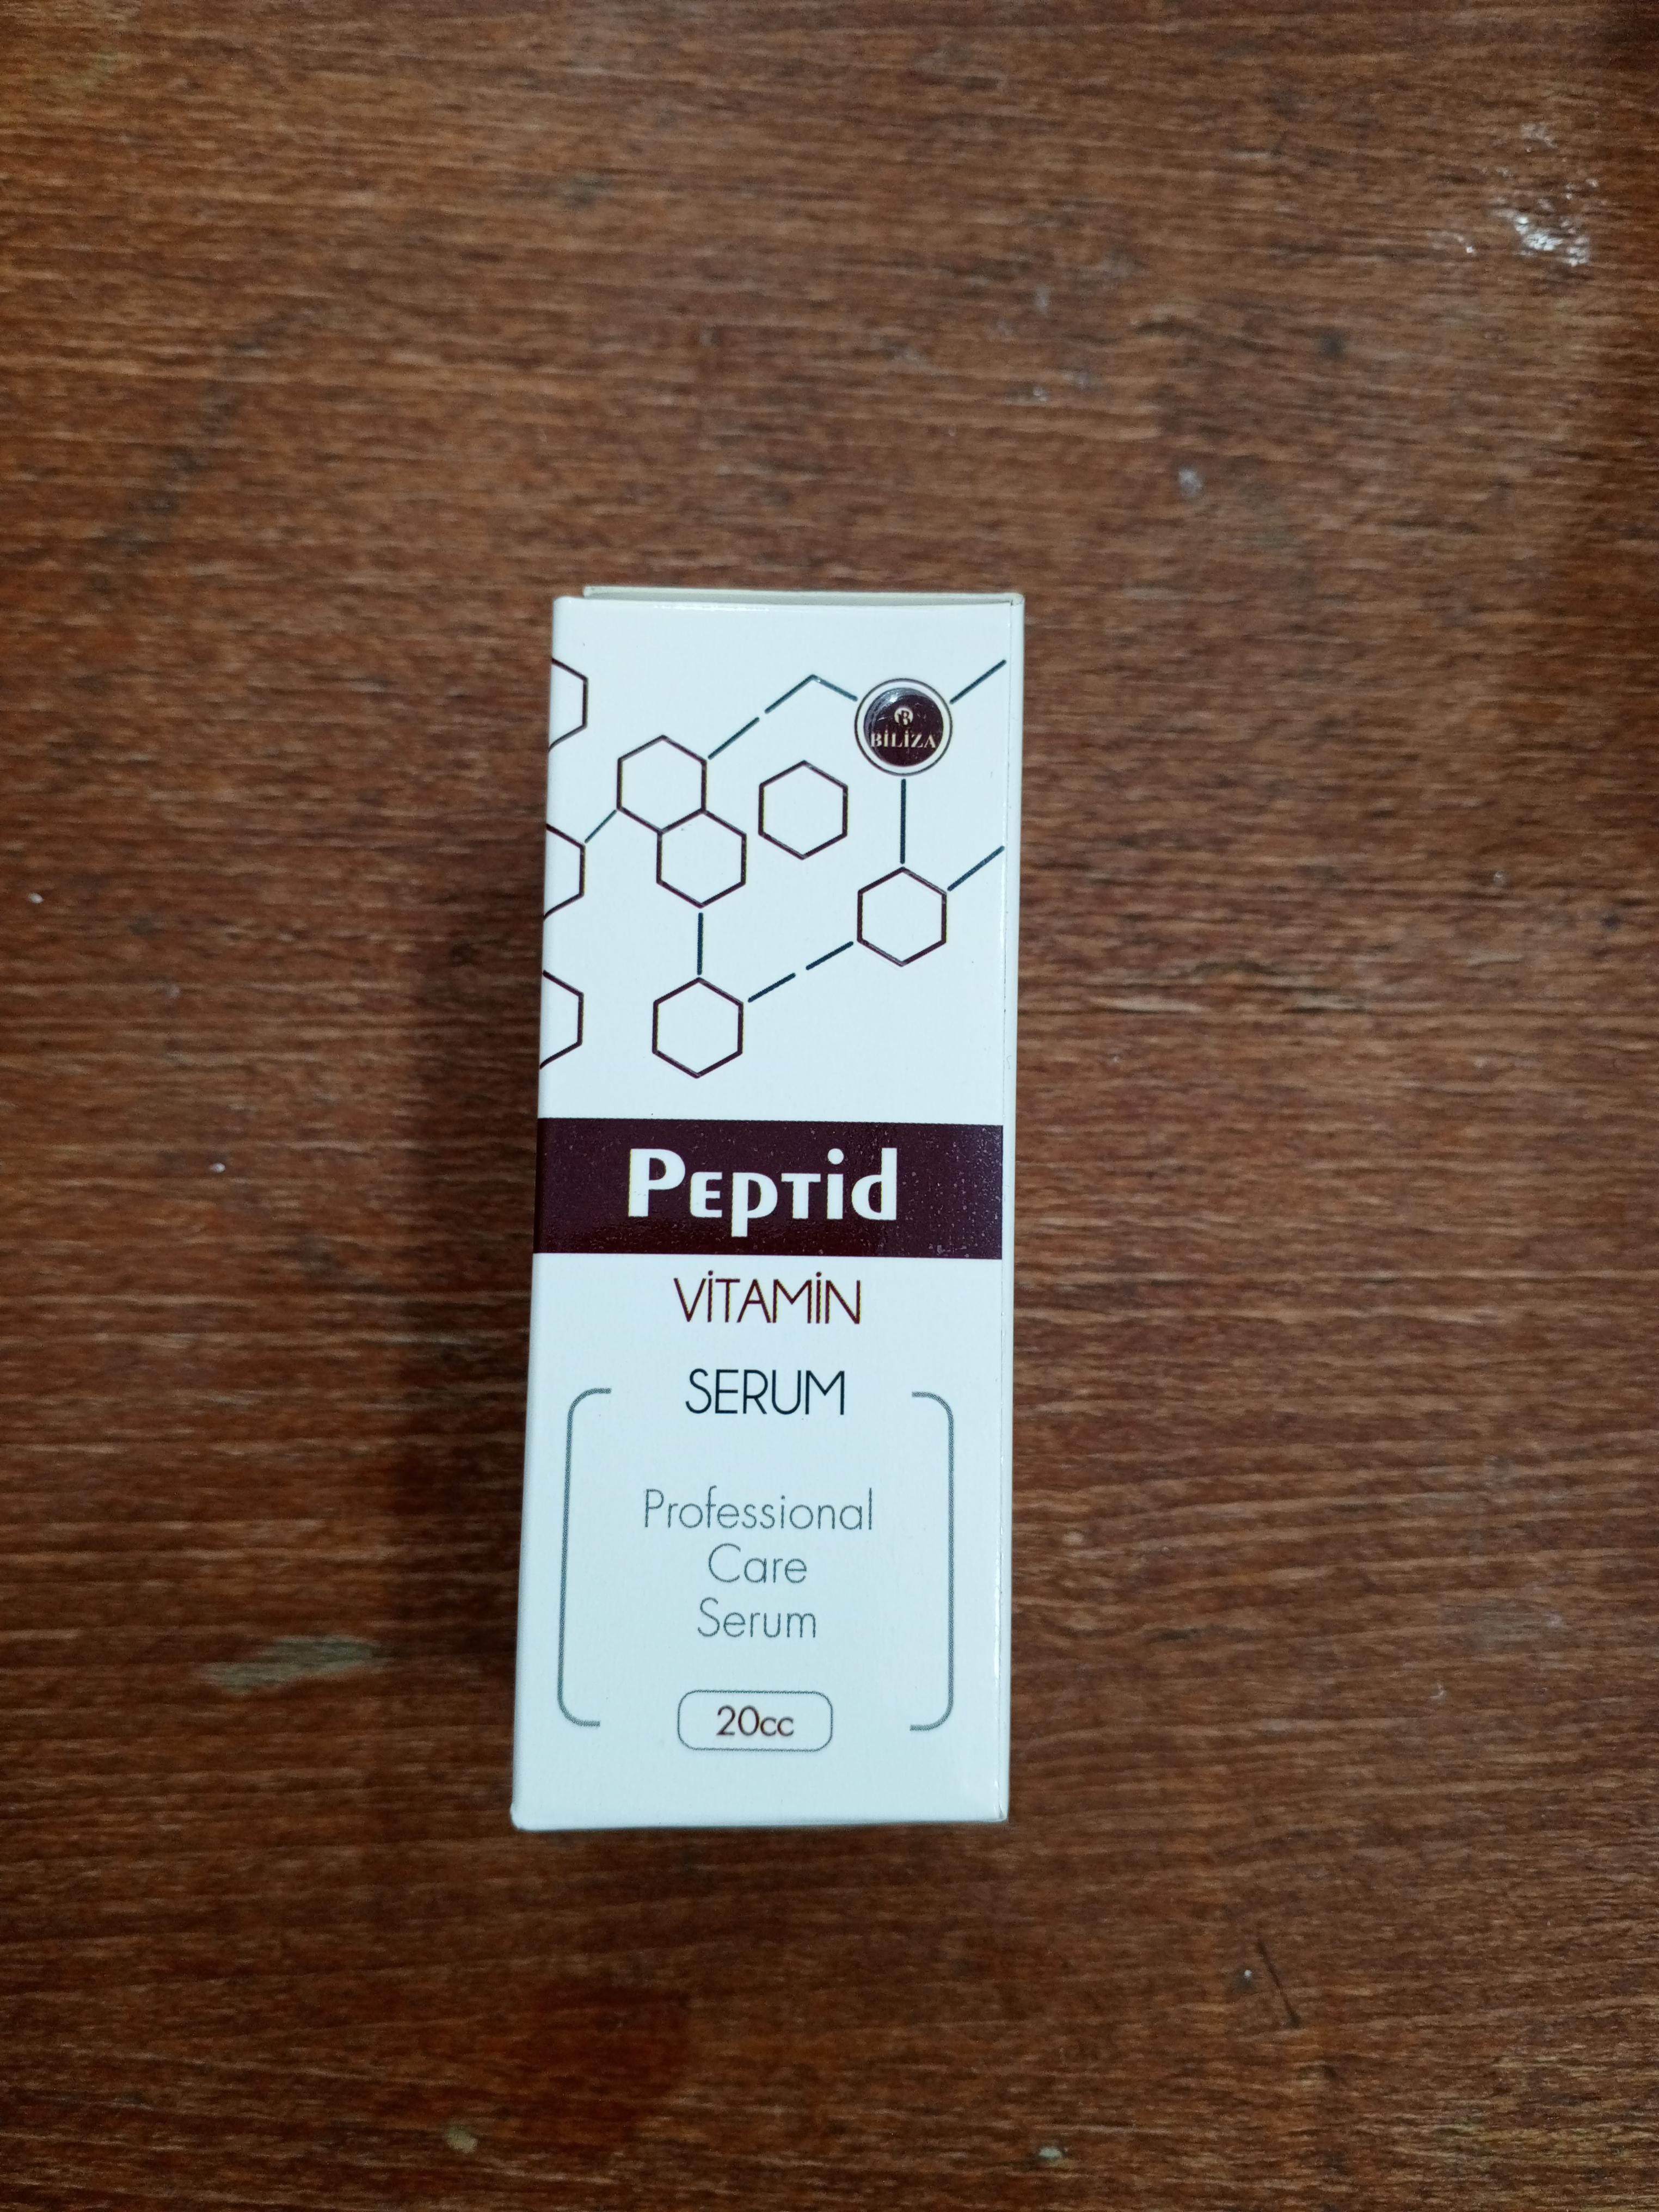 B
BİLİZA
Peptid
VİTAMİN
SERUM
Professional
Care
Serum
20cc